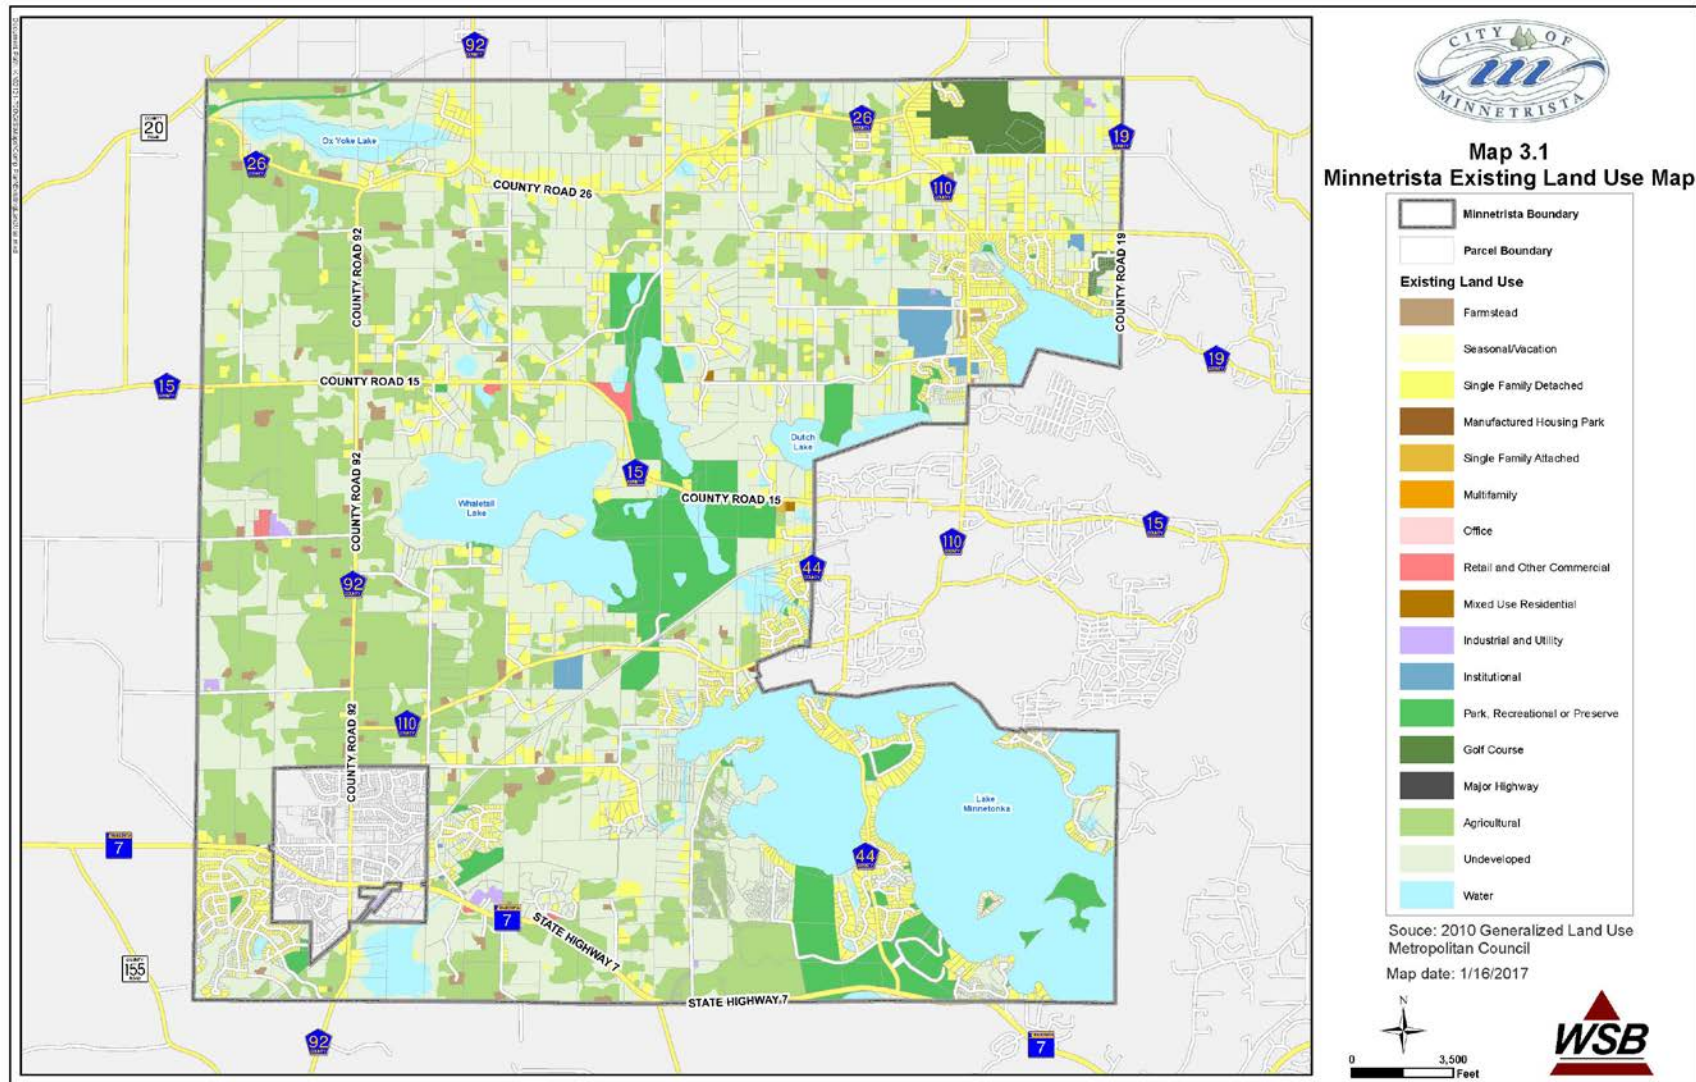 CITY OF
MINNETRISTA
Map 3.1
Minnetrista Existing Land Use Map
Minnetrista Boundary
Parcel Boundary
Existing Land Use
Farmstead
Seasonal/Vacation
Single Family Detached
Manufactured Housing Park
Single Family Attached
Multifamily
Office
Retail and Other Commercial
Mixed Use Residential
Industrial and Utility
Institutional
Park, Recreational or Preserve
Golf Course
Major Highway
Agricultural
Undeveloped
Water
Souce: 2010 Generalized Land Use
Metropolitan Council
Map date: 1/16/2017
N
0 3,500
Feet
WSB
92
COUNTY
20
26
Ox Yoke Lake
26
19
110
COUNTY ROAD 26
COUNTY ROAD 92
COUNTY ROAD 19
15
COUNTY ROAD 15
19
Dutch
Lake
COUNTY ROAD 92
15
COUNTY ROAD 15
Whaletail
Lake
110
15
92
44
110
COUNTY ROAD 92
Lake
Minnetonka
7
44
7
STATE HIGHWAY 7
COUNTY
155
STATE HIGHWAY 7
92
7